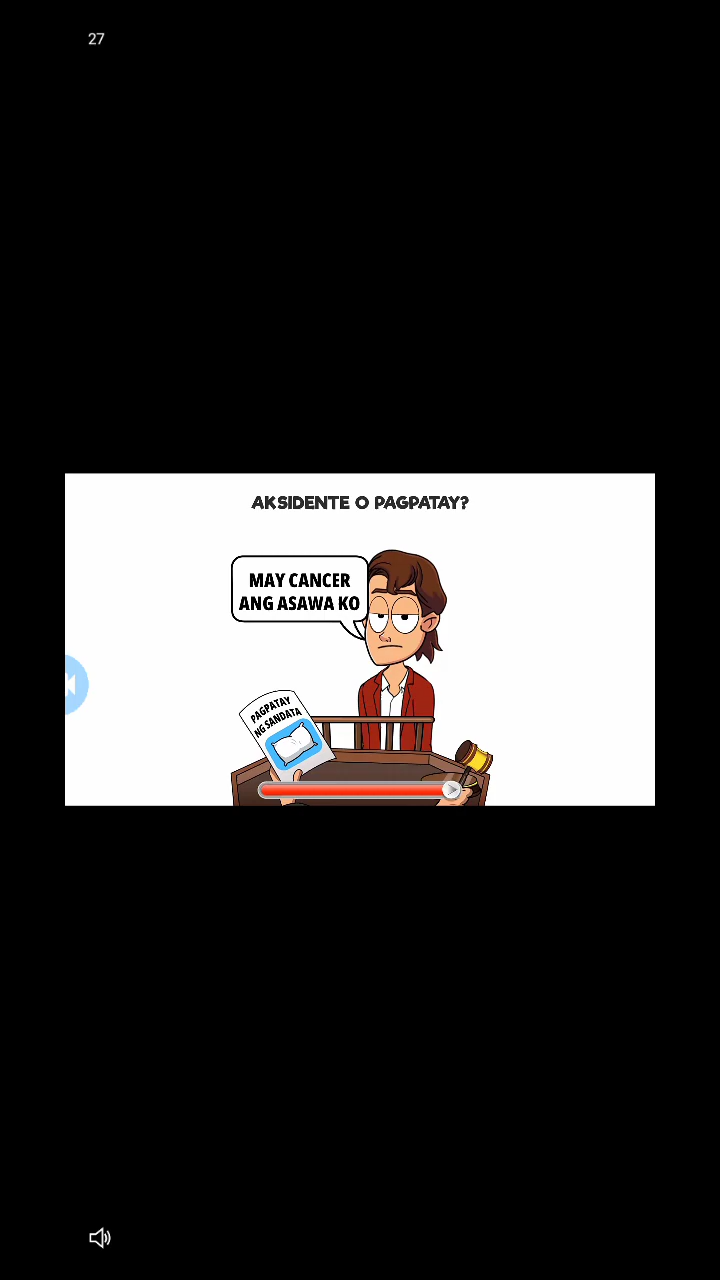 27
AKSIDENTE O PAGPATAY?
MAY CANCER
ANG ASAWA KO
PAGPATAY
NG SANDATA